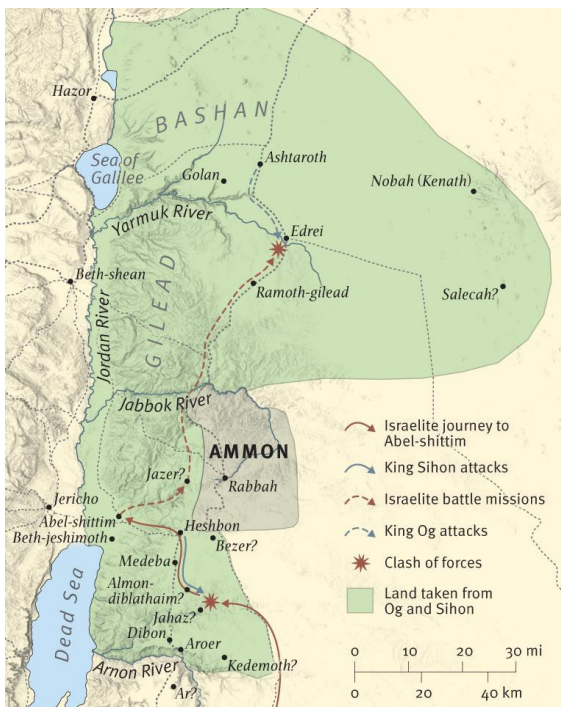 Hazor
BASHAN
Sea of
Galilee
Golan
Ashtaroth
Nobah (Kenath)
Yarmuk River
Edrei
Beth-shean
GILEAD
Ramoth-gilead
Salecah?
Jordan River
Jabbok River
AMMON
Jazer?
Rabbah
Jericho
Abel-shittim
Beth-jeshimoth
Heshbon
Bezer?
Medeba
Almon-
diblathaim?
Jahaz?
Dead Sea
Dibon
Aroer
Arnon River
Kedemoth?
Ar?
Israelite journey to
Abel-shittim
King Sihon attacks
Israelite battle missions
King Og attacks
Clash of forces
Land taken from
Og and Sihon
0 10 20 30 mi
0 20 40 km